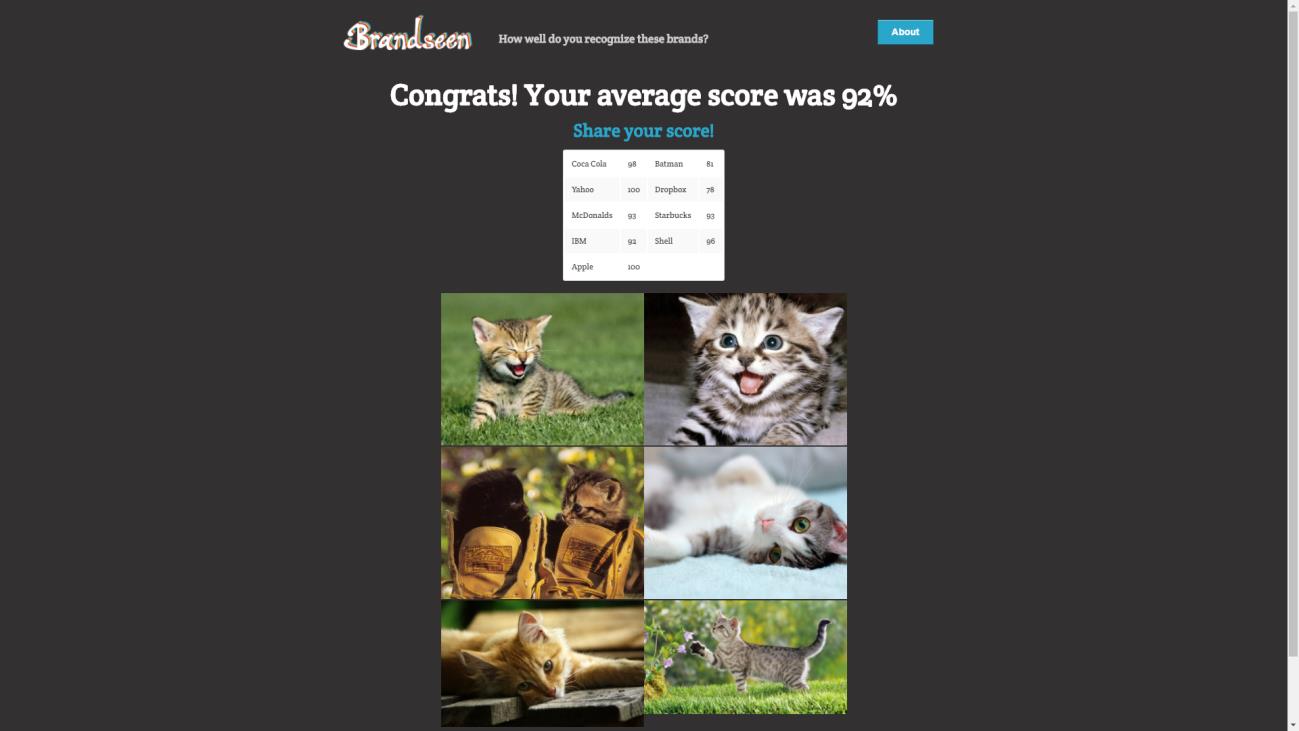 Brandseen How well do you recognize these brands? About
Congrats! Your average score was 92%
Share your score!
Coca Cola 98 Batman 81
Yahoo 100 Dropbox 78
McDonalds 93 Starbucks 93
IBM 92 Shell 96
Apple 100